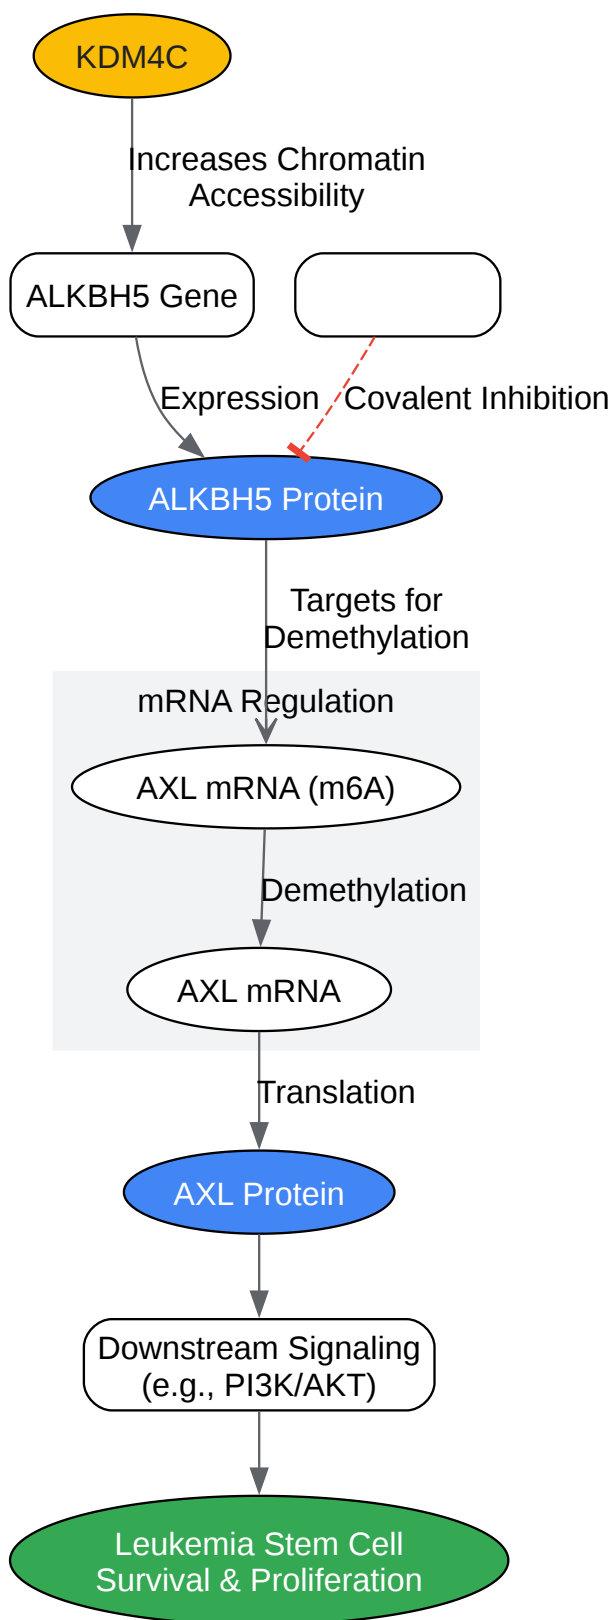 KDM4C
Increases Chromatin
Accessibility
ALKBH5 Gene
Expression
Covalent Inhibition
ALKBH5 Protein
Targets for
Demethylation
mRNA Regulation
AXL mRNA (m6A)
Demethylation
AXL mRNA
Translation
AXL Protein
Downstream Signaling
(e.g., PI3K/AKT)
Leukemia Stem Cell
Survival & Proliferation